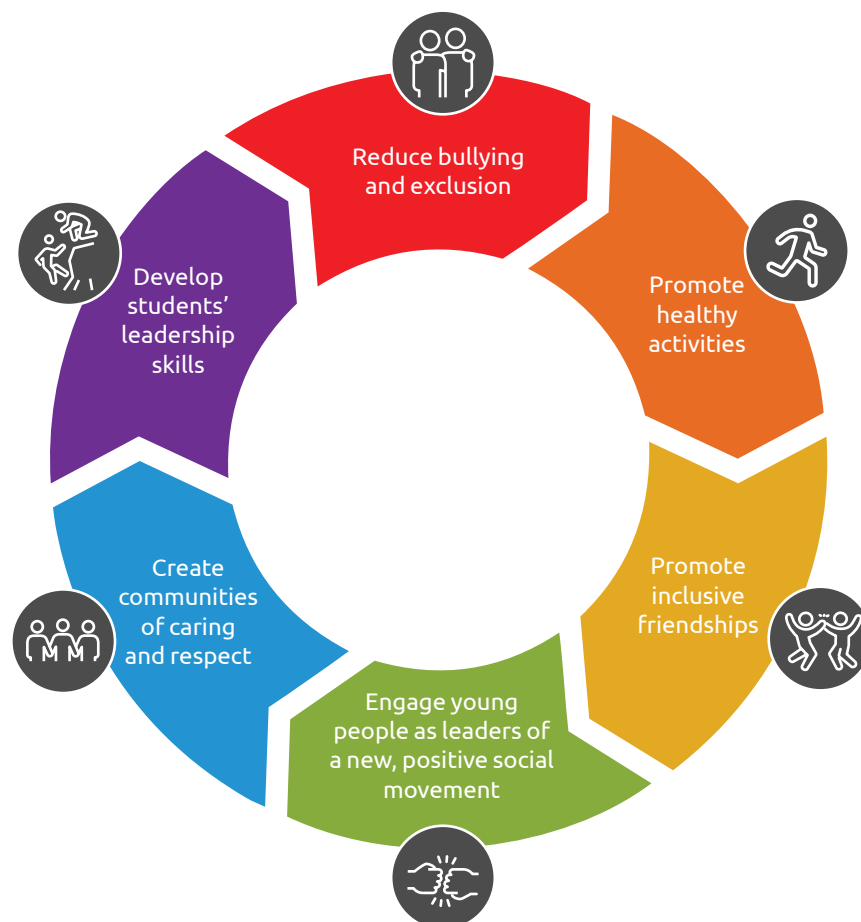 Reduce bullying
and exclusion
Promote
healthy
activities
Promote
inclusive
friendships
Engage young
people as leaders of
a new, positive social
movement
Create
communities
of caring
and respect
Develop
students’
leadership
skills